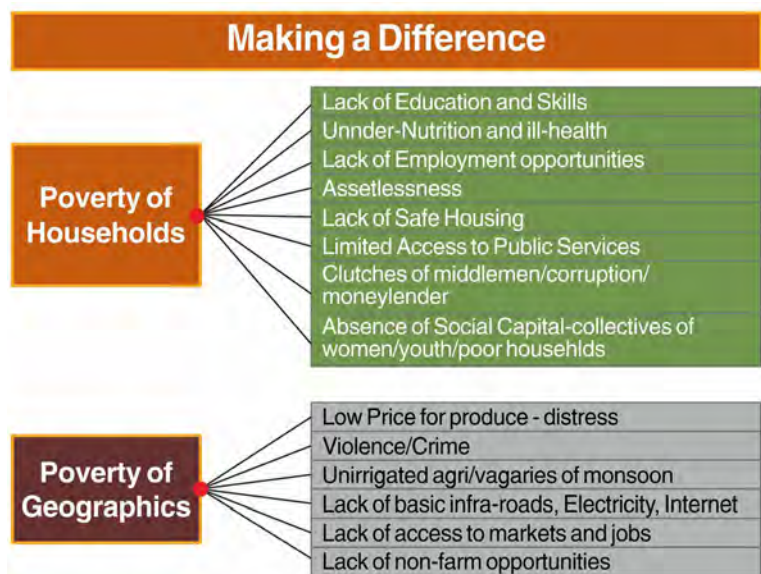 Making a Difference
Poverty of
Households
Lack of Education and Skills
Unnder-Nutrition and ill-health
Lack of Employment opportunities
Assetlessness
Lack of Safe Housing
Limited Access to Public Services
Clutches of middlemen/corruption/
moneylender
Absence of Social Capital-collectives of
women/youth/poor househlds
Poverty of
Geographics
Low Price for produce - distress
Violence/Crime
Unirrigated agri/vagaries of monsoon
Lack of basic infra-roads, Electricity, Internet
Lack of access to markets and jobs
Lack of non-farm opportunities